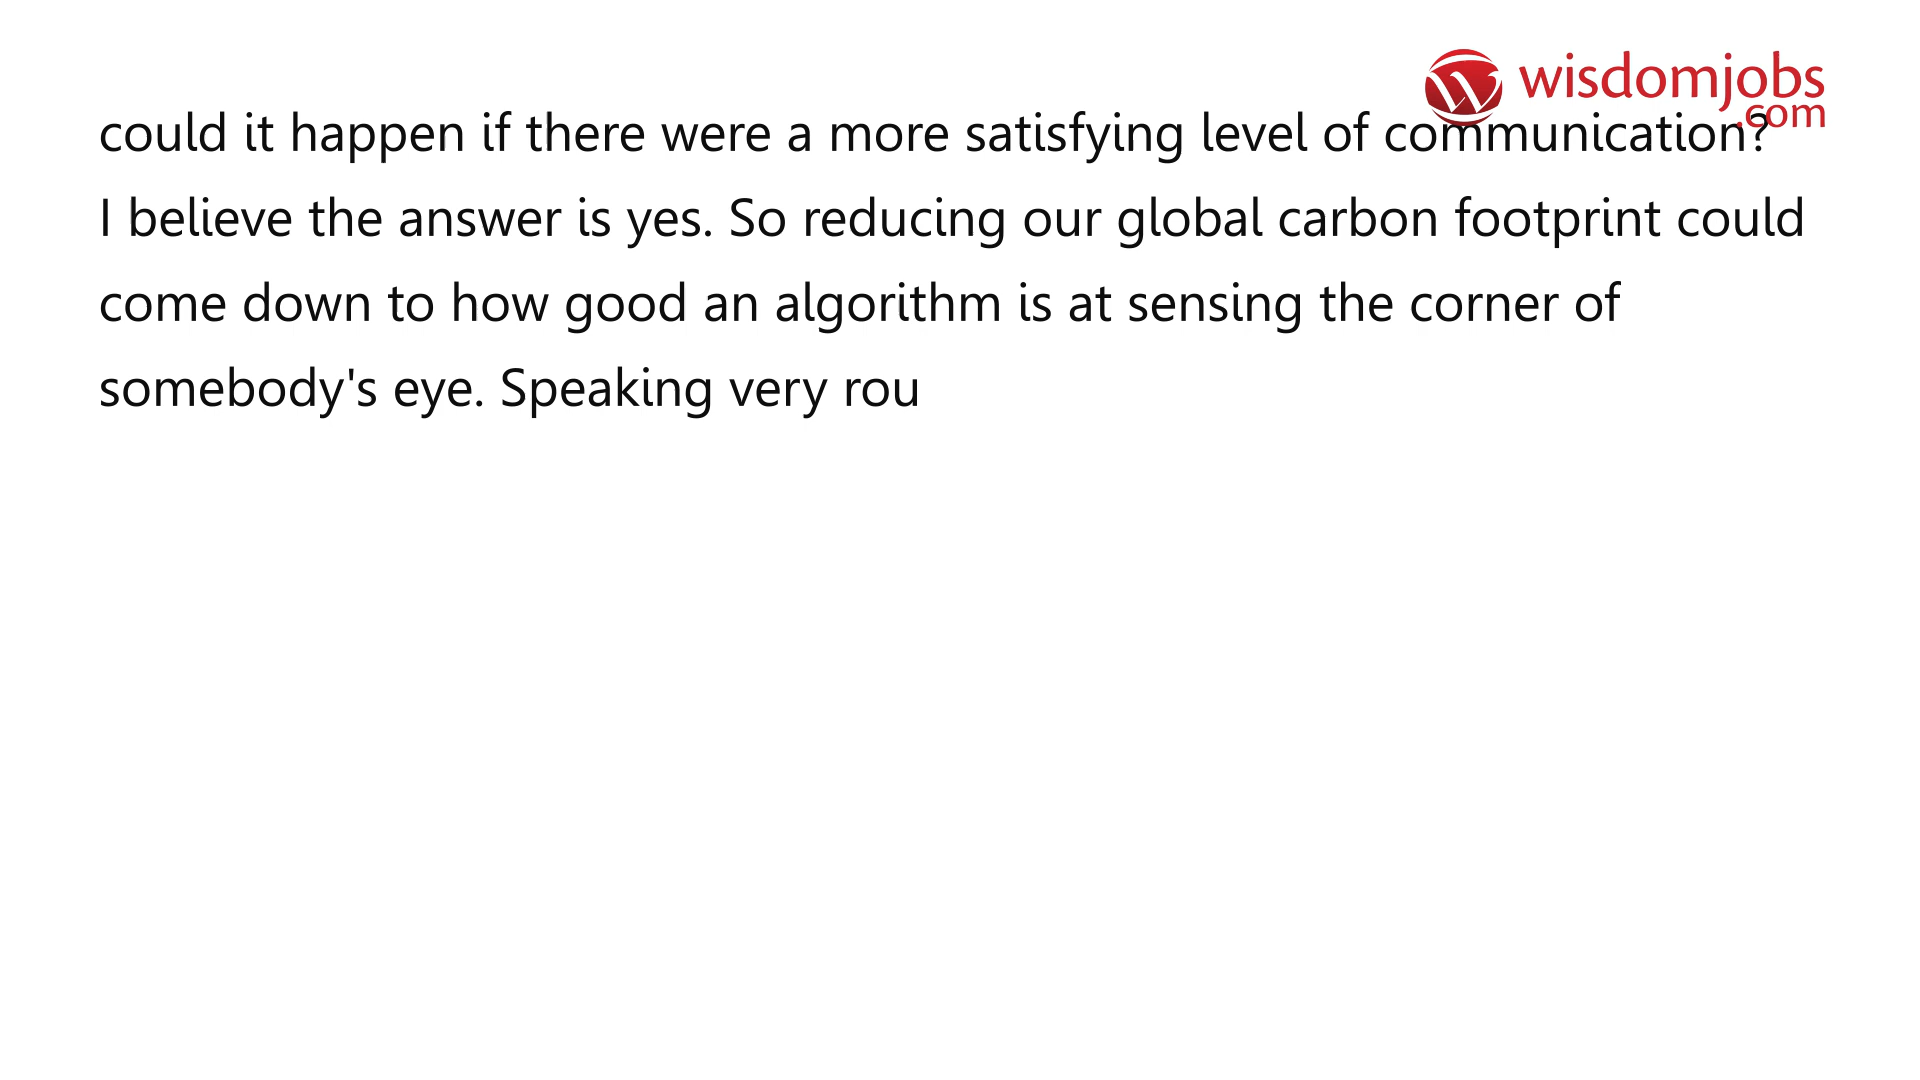 wisdomjobs
.com
could it happen if there were a more satisfying level of communication?
I believe the answer is yes. So reducing our global carbon footprint could
come down to how good an algorithm is at sensing the corner of
somebody's eye. Speaking very rou